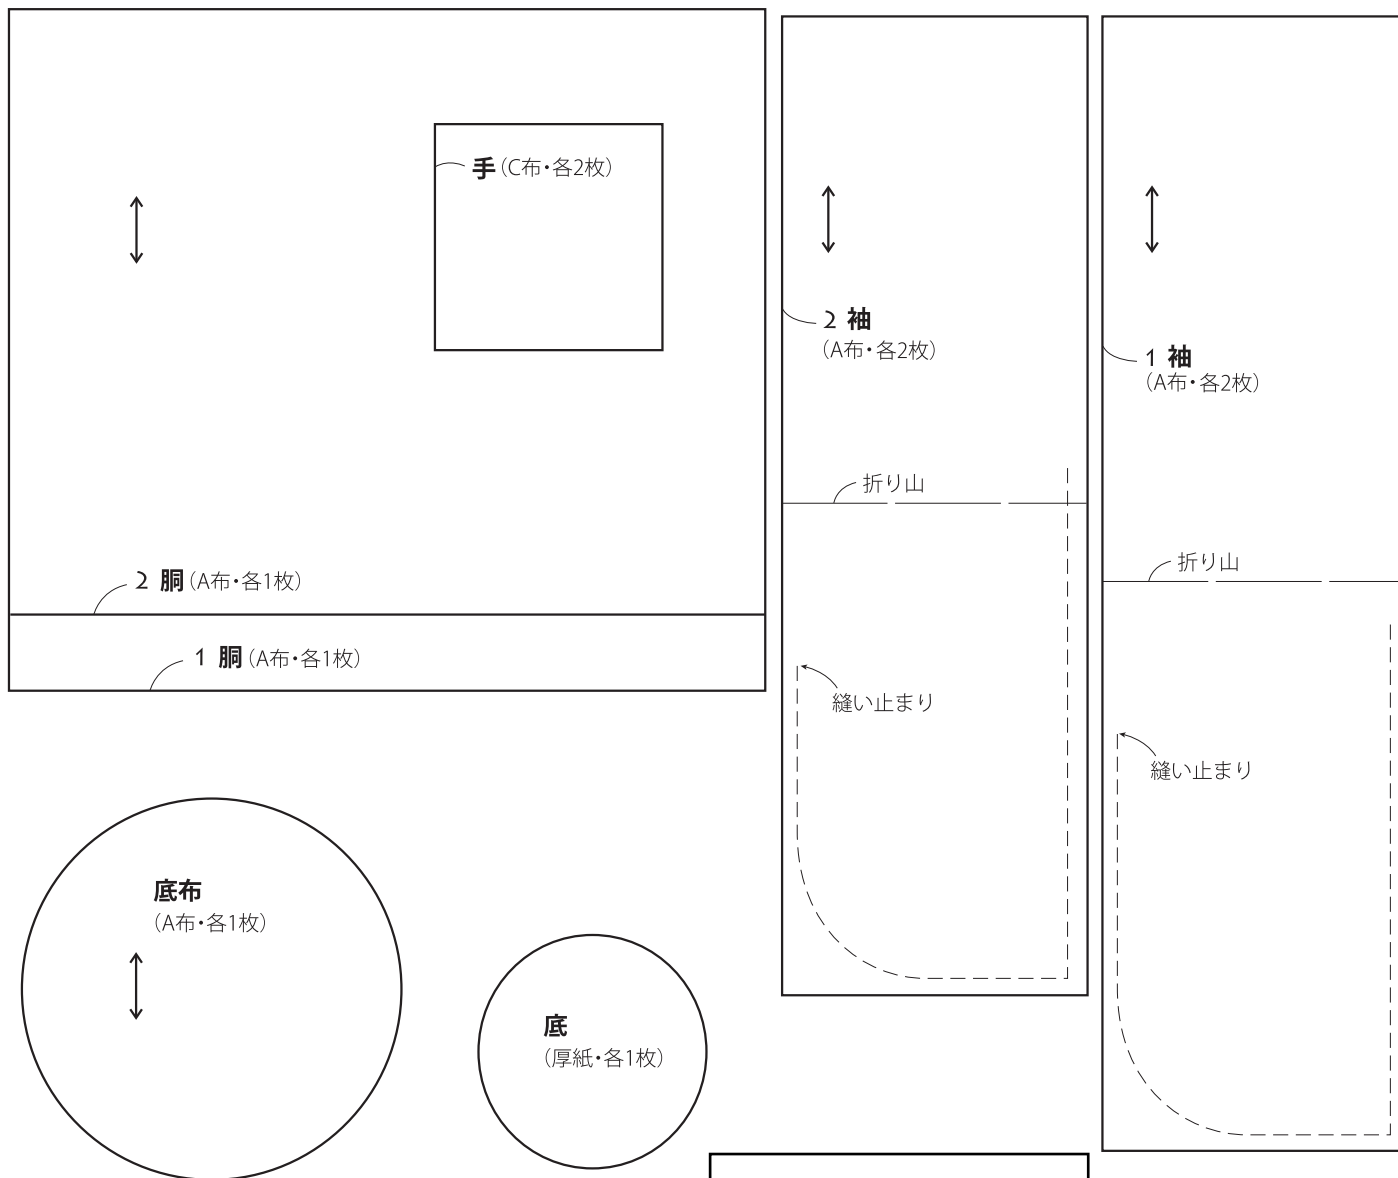 手（C布・各2枚）
2 胴（A布・各1枚）
1 胴（A布・各1枚）
2 袖
（A布・各2枚）
折り山
縫い止まり
1 袖
（A布・各2枚）
折り山
縫い止まり
底布
（A布・各1枚）
底
（厚紙・各1枚）